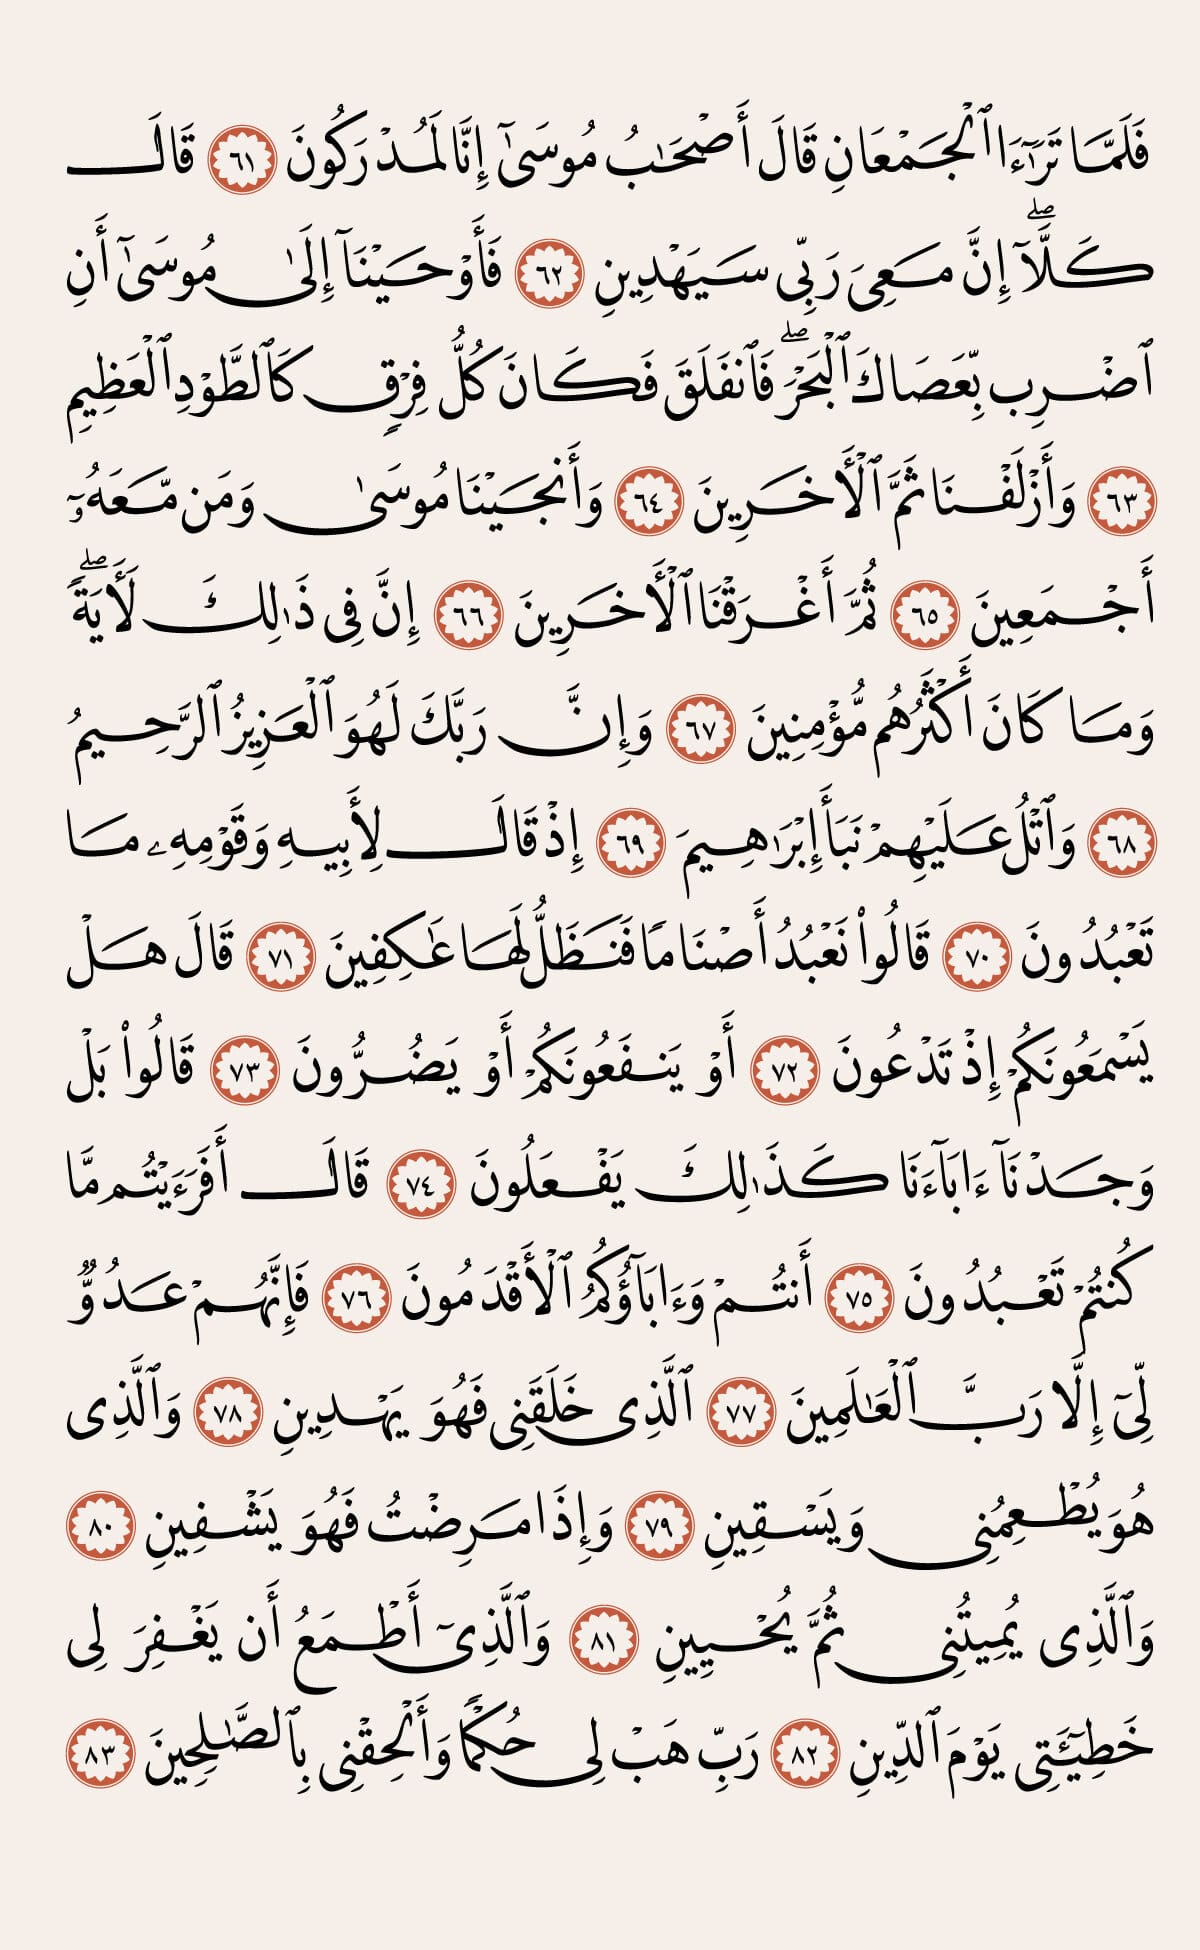 فَلَمَّا تَرَٰٓءَا ٱلْجَمْعَانِ قَالَ أَصْحَٰبُ مُوسَىٰٓ إِنَّا لَمُدْرَكُونَ ٦١ قَالَ
كَلَّآ ۖ إِنَّ مَعِىَ رَبِّى سَيَهْدِينِ ٦٢ فَأَوْحَيْنَآ إِلَىٰ مُوسَىٰٓ أَنِ
ٱضْرِب بِّعَصَاكَ ٱلْبَحْرَ ۖ فَٱنفَلَقَ فَكَانَ كُلُّ فِرْقٍ كَٱلطَّوْدِ ٱلْعَظِيمِ
٦٣ وَأَزْلَفْنَا ثَمَّ ٱلْأَخَرِينَ ٦٤ وَأَنجَيْنَا مُوسَىٰ وَمَن مَّعَهُۥٓ
أَجْمَعِينَ ٦٥ ثُمَّ أَغْرَقْنَا ٱلْأَخَرِينَ ٦٦ إِنَّ فِى ذَٰلِكَ لَأَيَةً ۖ
وَمَا كَانَ أَكْثَرُهُم مُّؤْمِنِينَ ٦٧ وَإِنَّ رَبَّكَ لَهُوَ ٱلْعَزِيزُ ٱلرَّحِيمُ
٦٨ وَٱتْلُ عَلَيْهِمْ نَبَأَ إِبْرَٰهِيمَ ٦٩ إِذْ قَالَ لِأَبِيهِ وَقَوْمِهِۦ مَا
تَعْبُدُونَ ٧٠ قَالُوا۟ نَعْبُدُ أَصْنَامًا فَنَظَلُّ لَهَا عَٰكِفِينَ ٧١ قَالَ هَلْ
يَسْمَعُونَكُمْ إِذْ تَدْعُونَ ٧٢ أَوْ يَنفَعُونَكُمْ أَوْ يَضُرُّونَ ٧٣ قَالُوا۟ بَلْ
وَجَدْنَآ ءَابَآءَنَا كَذَٰلِكَ يَفْعَلُونَ ٧٤ قَالَ أَفَرَءَيْتُم مَّا
كُنتُمْ تَعْبُدُونَ ٧٥ أَنتُمْ وَءَابَآؤُكُمُ ٱلْأَقْدَمُونَ ٧٦ فَإِنَّهُمْ عَدُوٌّ
لِّىٓ إِلَّا رَبَّ ٱلْعَٰلَمِينَ ٧٧ ٱلَّذِى خَلَقَنِى فَهُوَ يَهْدِينِ ٧٨ وَٱلَّذِى
هُوَ يُطْعِمُنِى وَيَسْقِينِ ٧٩ وَإِذَا مَرِضْتُ فَهُوَ يَشْفِينِ ٨٠
وَٱلَّذِى يُمِيتُنِى ثُمَّ يُحْيِينِ ٨١ وَٱلَّذِىٓ أَطْمَعُ أَن يَغْفِرَ لِى
خَطِيٓـَٔتِى يَوْمَ ٱلدِّينِ ٨٢ رَبِّ هَبْ لِى حُكْمًا وَأَلْحِقْنِى بِٱلصَّٰلِحِينَ ٨٣